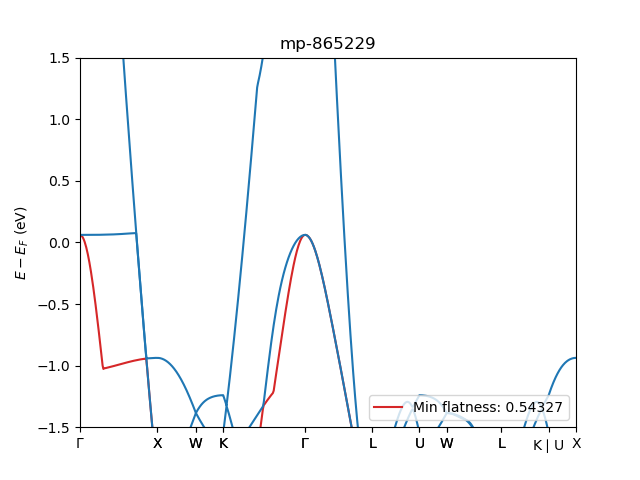 mp-865229
E − E_F (eV)
1.5
1.0
0.5
0.0
−0.5
−1.0
−1.5
Min flatness: 0.54327
Γ X W K Γ L U W L K | U X